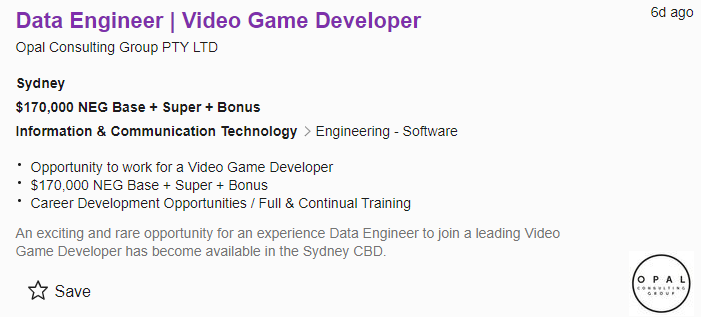 Data Engineer | Video Game Developer
6d ago
Opal Consulting Group PTY LTD
Sydney
$170,000 NEG Base + Super + Bonus
Information & Communication Technology > Engineering - Software
• Opportunity to work for a Video Game Developer
• $170,000 NEG Base + Super + Bonus
• Career Development Opportunities / Full & Continual Training
An exciting and rare opportunity for an experience Data Engineer to join a leading Video
Game Developer has become available in the Sydney CBD.
Save
OPAL
CONSULTING
GROUP